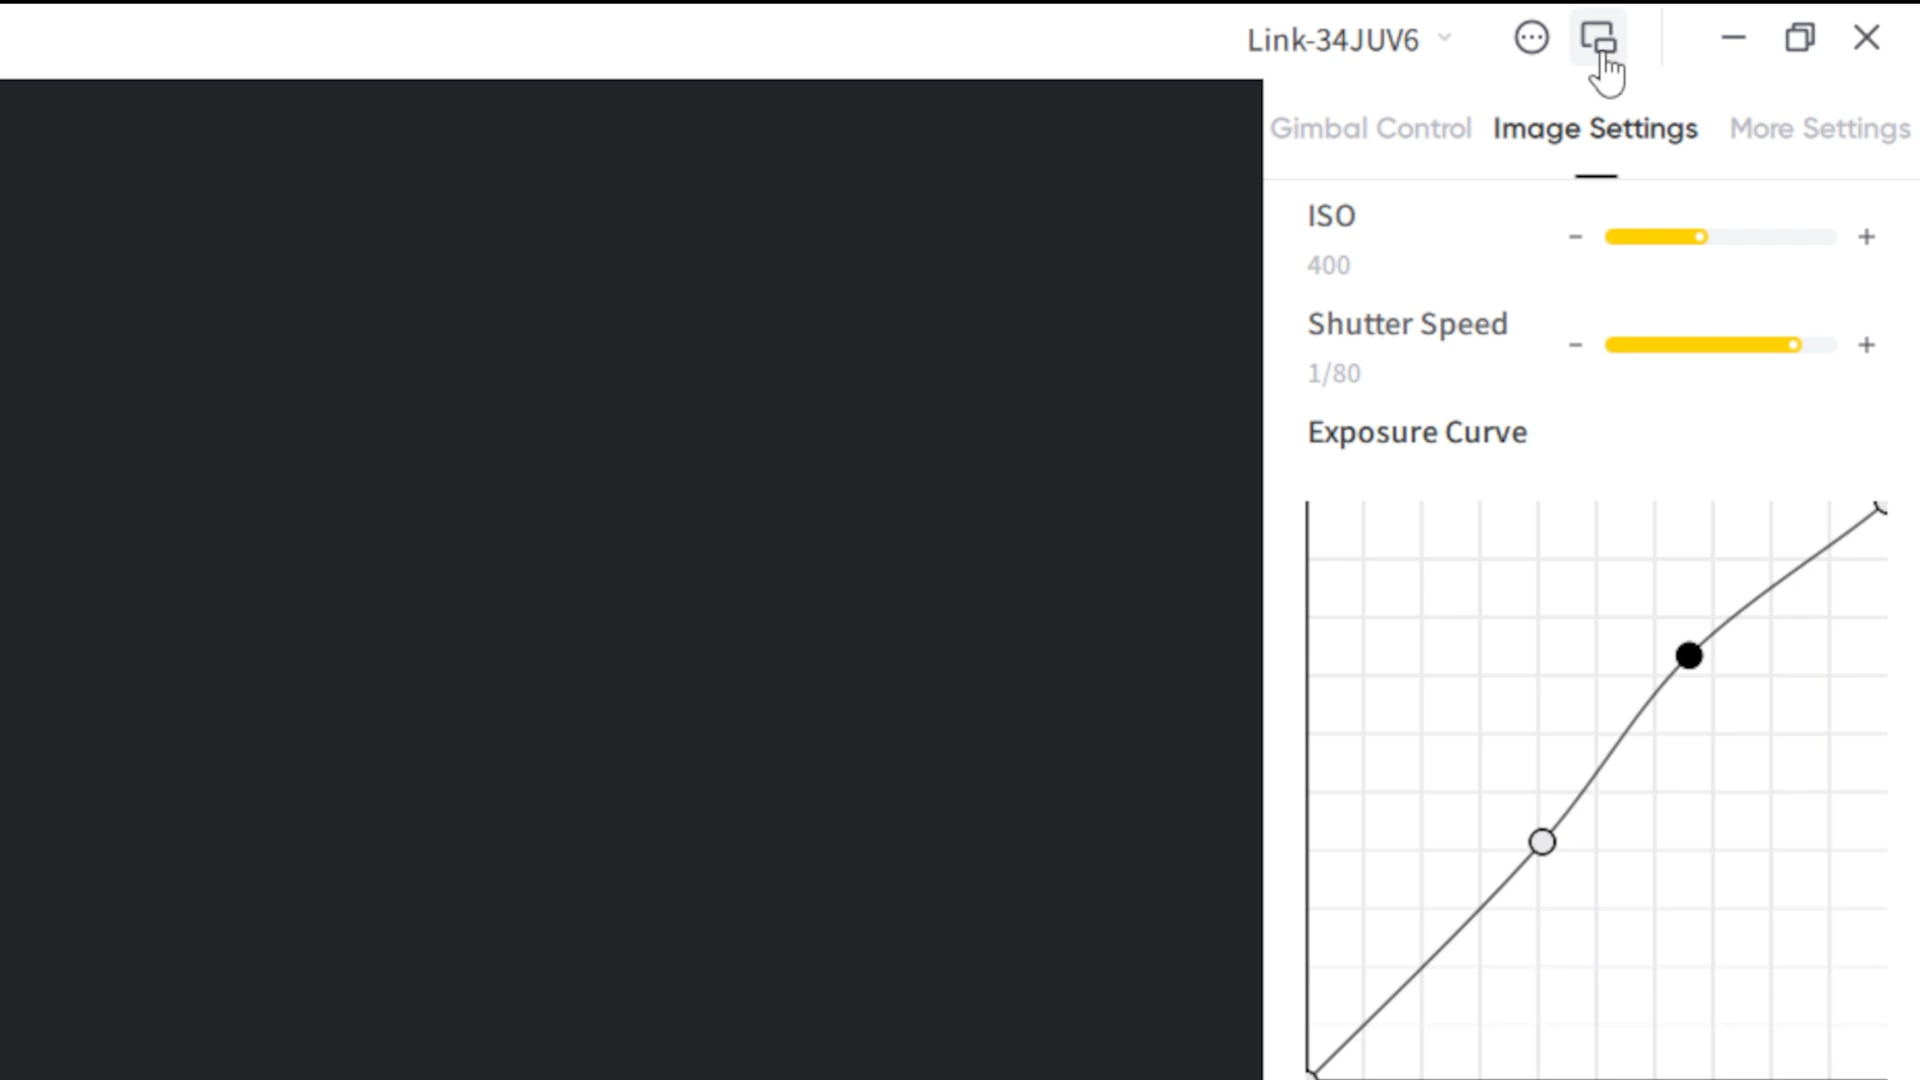 Link-34JUV6
Gimbal Control Image Settings More Settings
ISO
400
Shutter Speed
1/80
Exposure Curve